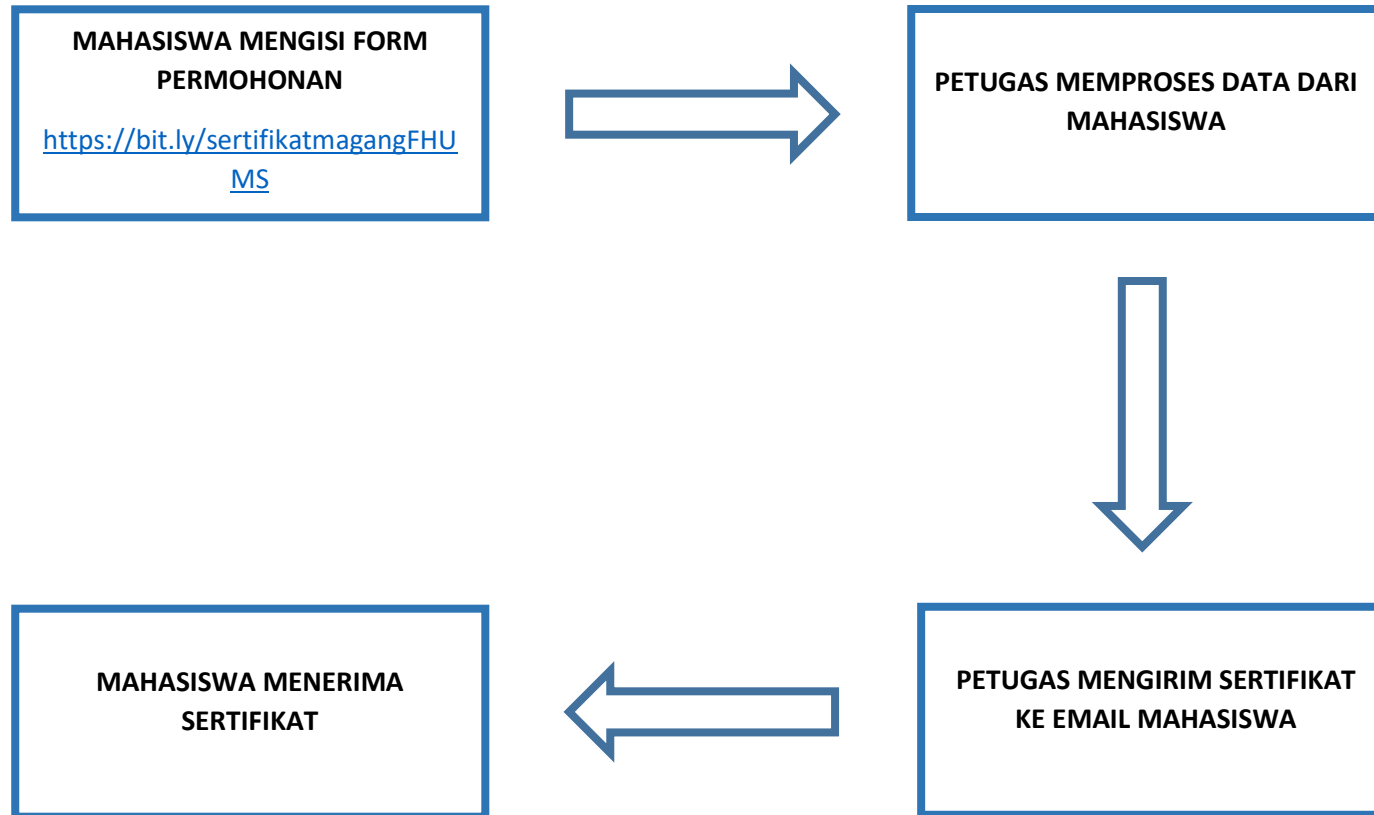 MAHASISWA MENGISI FORM
PERMOHONAN
https://bit.ly/sertifikatmagangFHU
MS
PETUGAS MEMPROSES DATA DARI
MAHASISWA
PETUGAS MENGIRIM SERTIFIKAT
KE EMAIL MAHASISWA
MAHASISWA MENERIMA
SERTIFIKAT